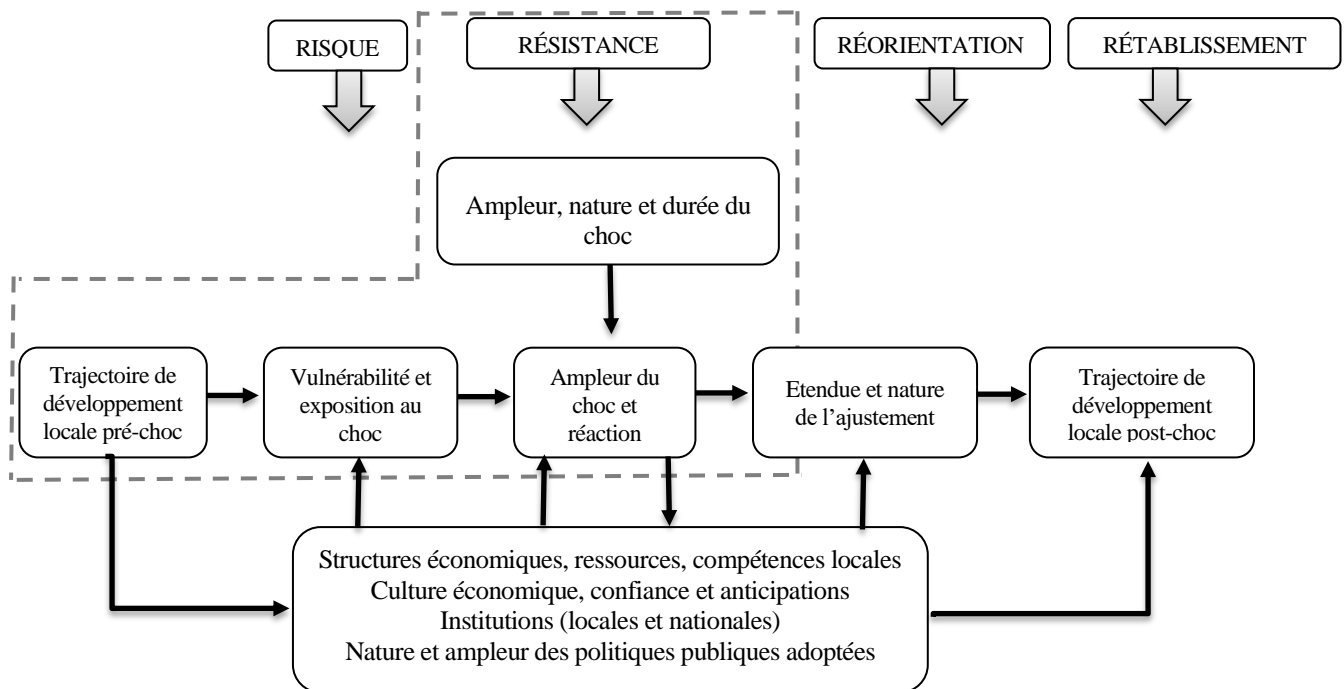 RISQUE
RÉSISTANCE
RÉORIENTATION
RÉTABLISSEMENT
Ampleur, nature et durée du
choc
Trajectoire de
développement
locale pré-choc
Vulnérabilité et
exposition au
choc
Ampleur du
choc et
réaction
Etendue et nature
de l’ajustement
Trajectoire de
développement
locale post-choc
Structures économiques, ressources, compétences locales
Culture économique, confiance et anticipations
Institutions (locales et nationales)
Nature et ampleur des politiques publiques adoptées